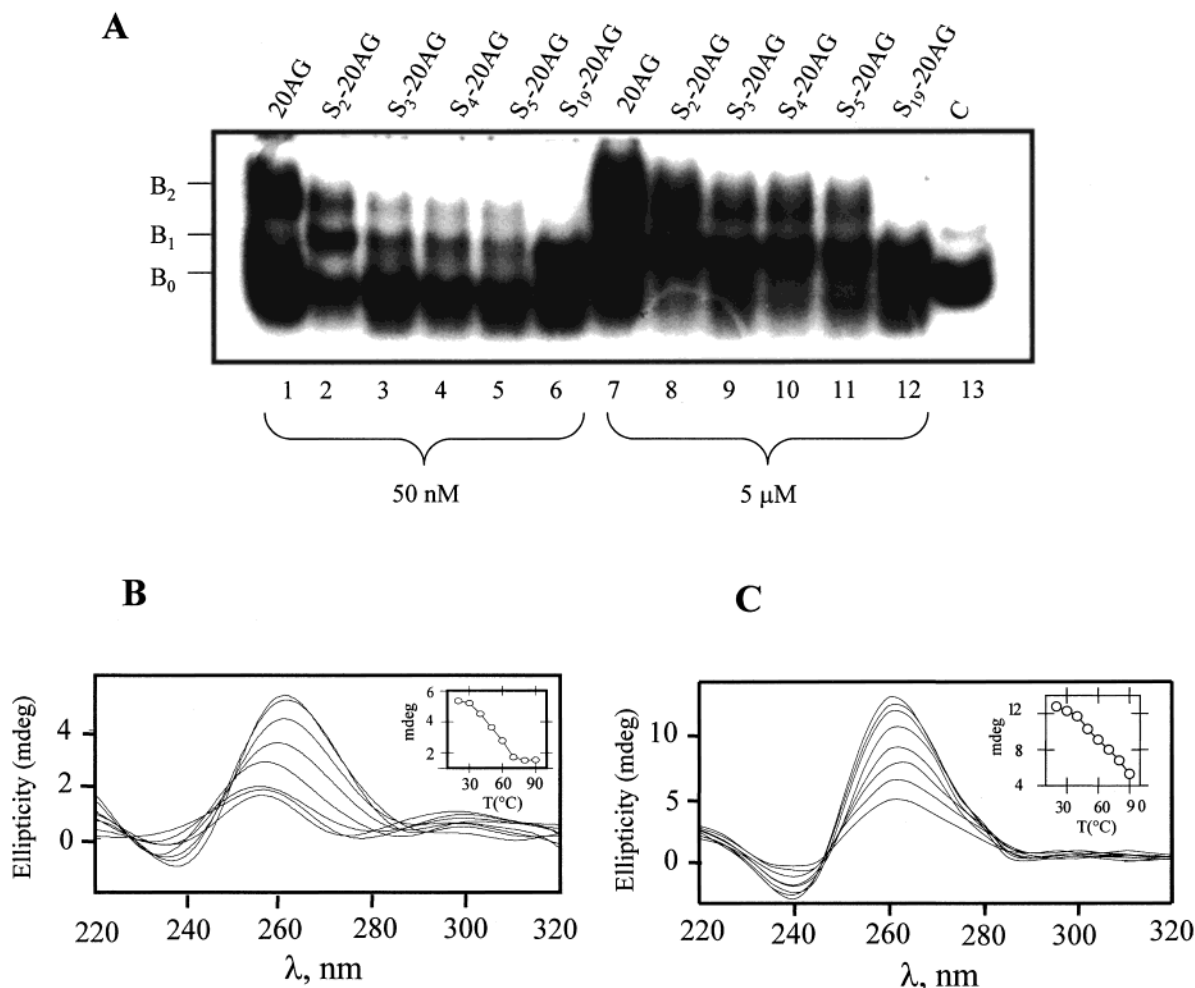 A
20AG
S₂-20AG
S₃-20AG
S₄-20AG
S₅-20AG
S₁₉-20AG
20AG
S₂-20AG
S₃-20AG
S₄-20AG
S₅-20AG
S₁₉-20AG
C
B₂
B₁
B₀
1 2 3 4 5 6 7 8 9 10 11 12 13
50 nM 5 µM
B
Ellipticity (mdeg)
4
2
0
220 240 260 280 300 320
λ, nm
mdeg
6
4
2
30 60 90
T(°C)
C
Ellipticity (mdeg)
10
5
0
220 240 260 280 300 320
λ, nm
mdeg
12
8
4
30 60 90
T(°C)